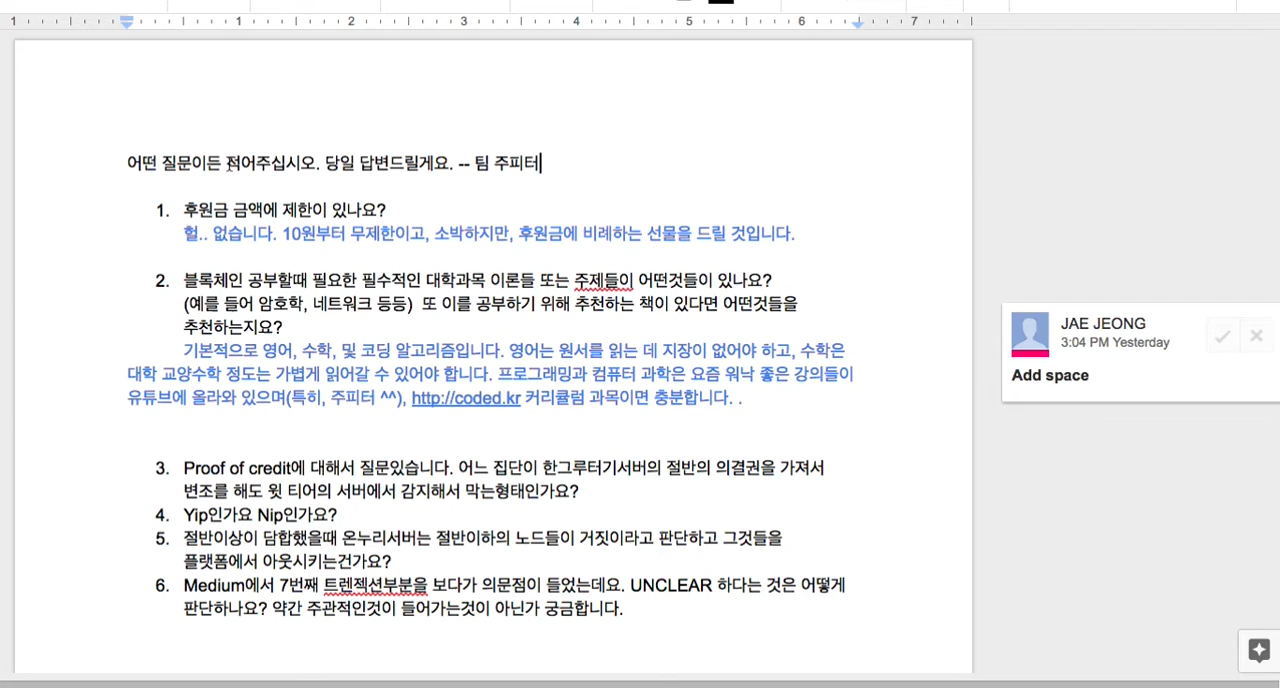 1 1 2 3 4 5 6 7
어떤 질문이든 적어주십시오. 당일 답변드릴게요. -- 팀 주피터
1. 후원금 금액에 제한이 있나요?
헐.. 없습니다. 10원부터 무제한이고, 소박하지만, 후원금에 비례하는 선물을 드릴 것입니다.
2. 블록체인 공부할때 필요한 필수적인 대학과목 이론들 또는 주제들이 어떤것들이 있나요?
(예를 들어 암호학, 네트워크 등등) 또 이를 공부하기 위해 추천하는 책이 있다면 어떤것들을
추천하는지요?
기본적으로 영어, 수학, 및 코딩 알고리즘입니다. 영어는 원서를 읽는 데 지장이 없어야 하고, 수학은
대학 교양수학 정도는 가볍게 읽어갈 수 있어야 합니다. 프로그래밍과 컴퓨터 과학은 요즘 워낙 좋은 강의들이
유튜브에 올라와 있으며(특히, 주피터 ^^), http://coded.kr 커리큘럼 과목이면 충분합니다. .
3. Proof of credit에 대해서 질문있습니다. 어느 집단이 한그루터기서버의 절반의 의결권을 가져서
변조를 해도 윗 티어의 서버에서 감지해서 막는형태인가요?
4. Yip인가요 Nip인가요?
5. 절반이상이 담합했을때 온누리서버는 절반이하의 노드들이 거짓이라고 판단하고 그것들을
플랫폼에서 아웃시키는건가요?
6. Medium에서 7번째 트렌젝션부분을 보다가 의문점이 들었는데요. UNCLEAR 하다는 것은 어떻게
판단하나요? 약간 주관적인것이 들어가는것이 아닌가 궁금합니다.
JAE JEONG
3:04 PM Yesterday
Add space